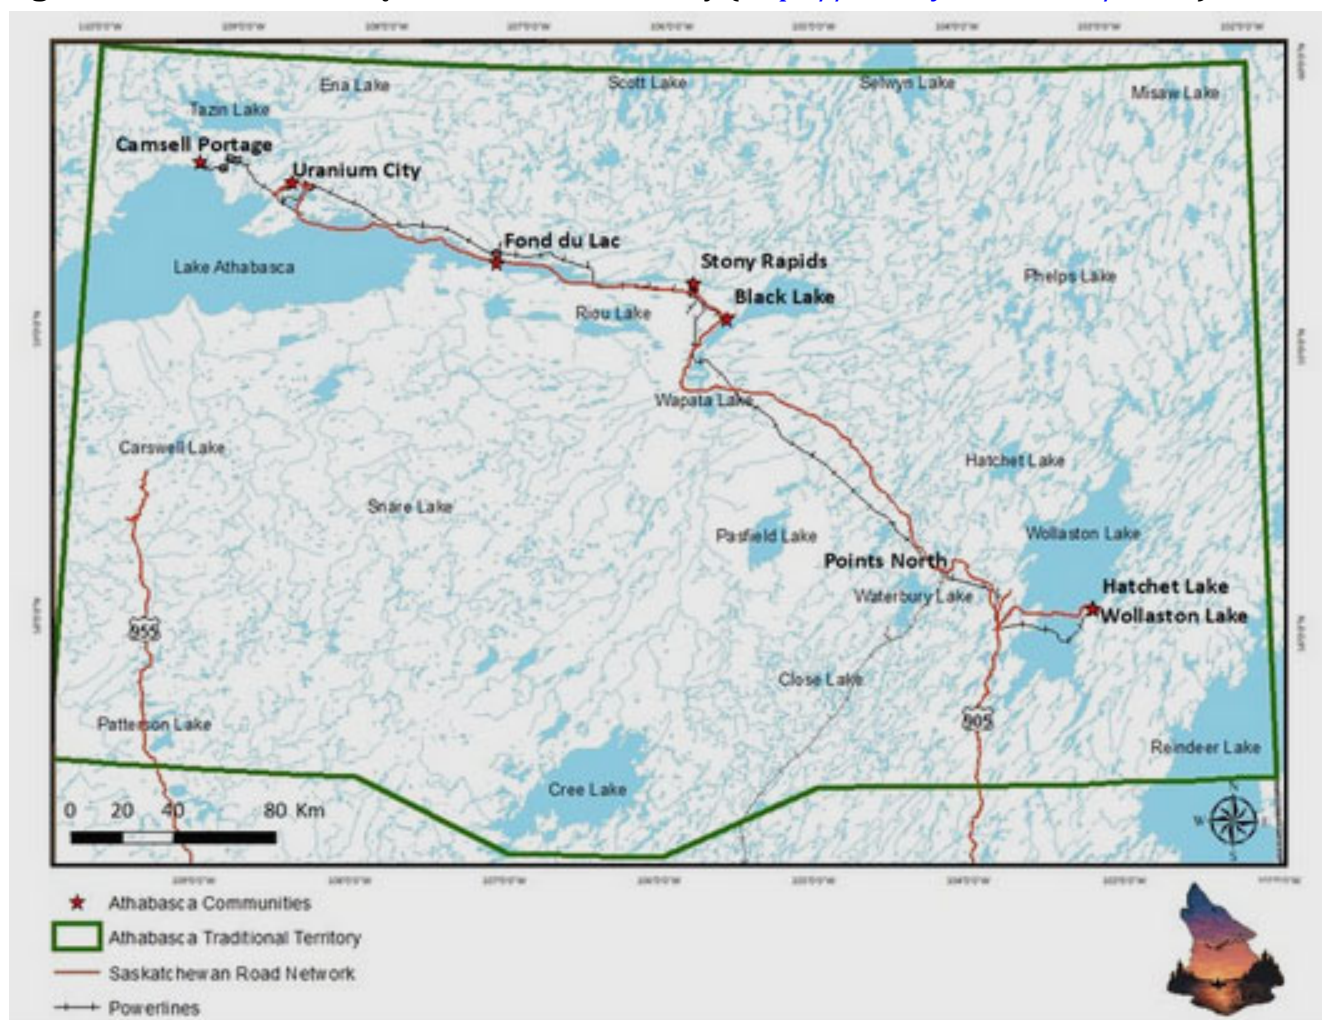 Ena Lake
Scott Lake
Selwyn Lake
Misaw Lake
Tazin Lake
Camsell Portage
Uranium City
Fond du Lac
Stony Rapids
Lake Athabasca
Phelps Lake
Black Lake
Riou Lake
Wapata Lake
Carswell Lake
Hatchet Lake
Snare Lake
Pasfield Lake
Wollaston Lake
Points North
Waterbury Lake
Hatchet Lake
Wollaston Lake
955
Close Lake
905
Patterson Lake
Reindeer Lake
Cree Lake
0 20 40 80 Km
N
W
S
Athabasca Communities
Athabasca Traditional Territory
Saskatchewan Road Network
Powerlines